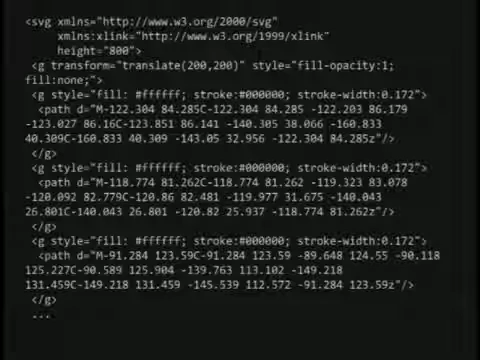 <svg xmlns="http://www.w3.org/2000/svg"
xmlns:xlink="http://www.w3.org/1999/xlink"
height="800">
<g transform="translate(200,200)" style="fill-opacity:1;
fill:none;">
<g style="fill: #ffffff; stroke:#000000; stroke-width:0.172">
<path d="M-122.304 84.285C-122.304 84.285 -122.203 86.179
-123.027 86.16C-123.851 86.141 -140.305 38.066 -160.833
40.309C-160.833 40.309 -143.05 32.956 -122.304 84.285z"/>
</g>
<g style="fill: #ffffff; stroke:#000000; stroke-width:0.172">
<path d="M-118.774 81.262C-118.774 81.262 -119.323 83.078
-120.092 82.779C-120.86 82.481 -119.977 31.675 -140.043
26.801C-140.043 26.801 -120.82 25.937 -118.774 81.262z"/>
</g>
<g style="fill: #ffffff; stroke:#000000; stroke-width:0.172">
<path d="M-91.284 123.59C-91.284 123.59 -89.648 124.55 -90.118
125.227C-90.589 125.904 -139.763 113.102 -149.218
131.459C-149.218 131.459 -145.539 112.572 -91.284 123.59z"/>
</g>
...